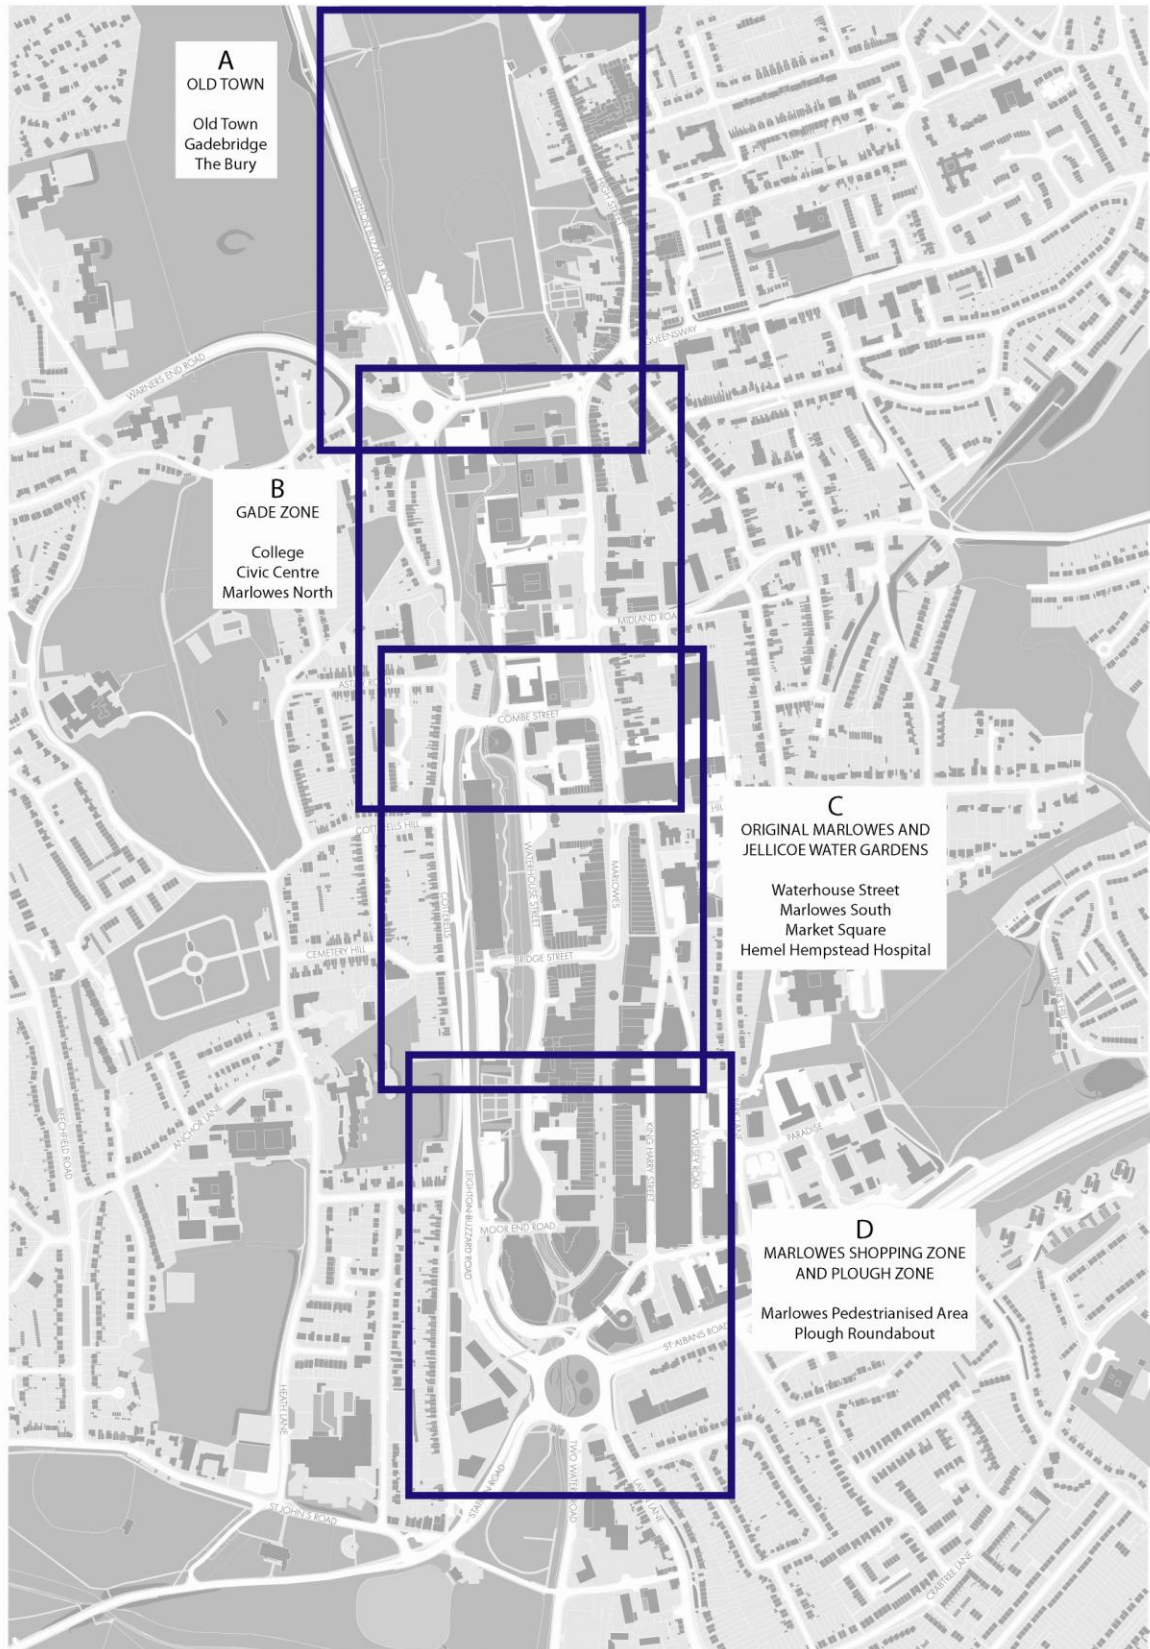 A
OLD TOWN
Old Town
Gadebridge
The Bury
LEIGHTON BUZZARD ROAD
HIGH STREET
QUEENSWAY
WARNERS END ROAD
B
GADE ZONE
College
Civic Centre
Marlowes North
MIDLAND ROAD
ASTLEY ROAD
COMBE STREET
C
ORIGINAL MARLOWES AND
JELLICOE WATER GARDENS
Waterhouse Street
Marlowes South
Market Square
Hemel Hempstead Hospital
COTTERELLS HILL
HILL
WATERHOUSE STREET
MARLOWES
COTTERELLS
CEMETERY HILL
BRIDGE STREET
BEECHFIELD ROAD
ANCHOR LANE
KING HARRY STREET
WOLSEY ROAD
PARADISE
LEIGHTON BUZZARD ROAD
MOOR END ROAD
D
MARLOWES SHOPPING ZONE
AND PLOUGH ZONE
Marlowes Pedestrianised Area
Plough Roundabout
ST ALBANS ROAD
HEATH LANE
STATION ROAD
TWO WATERS ROAD
LAWN LANE
ST JOHN'S ROAD
CRABTREE LANE